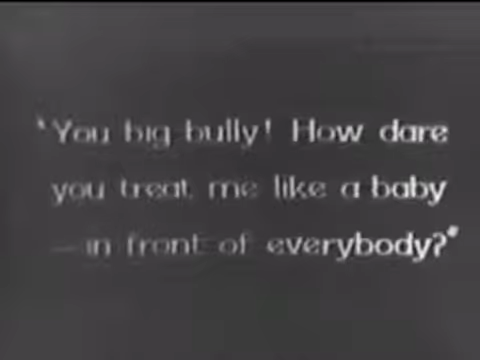 "You big bully! How dare
you treat me like a baby
—in front of everybody?"